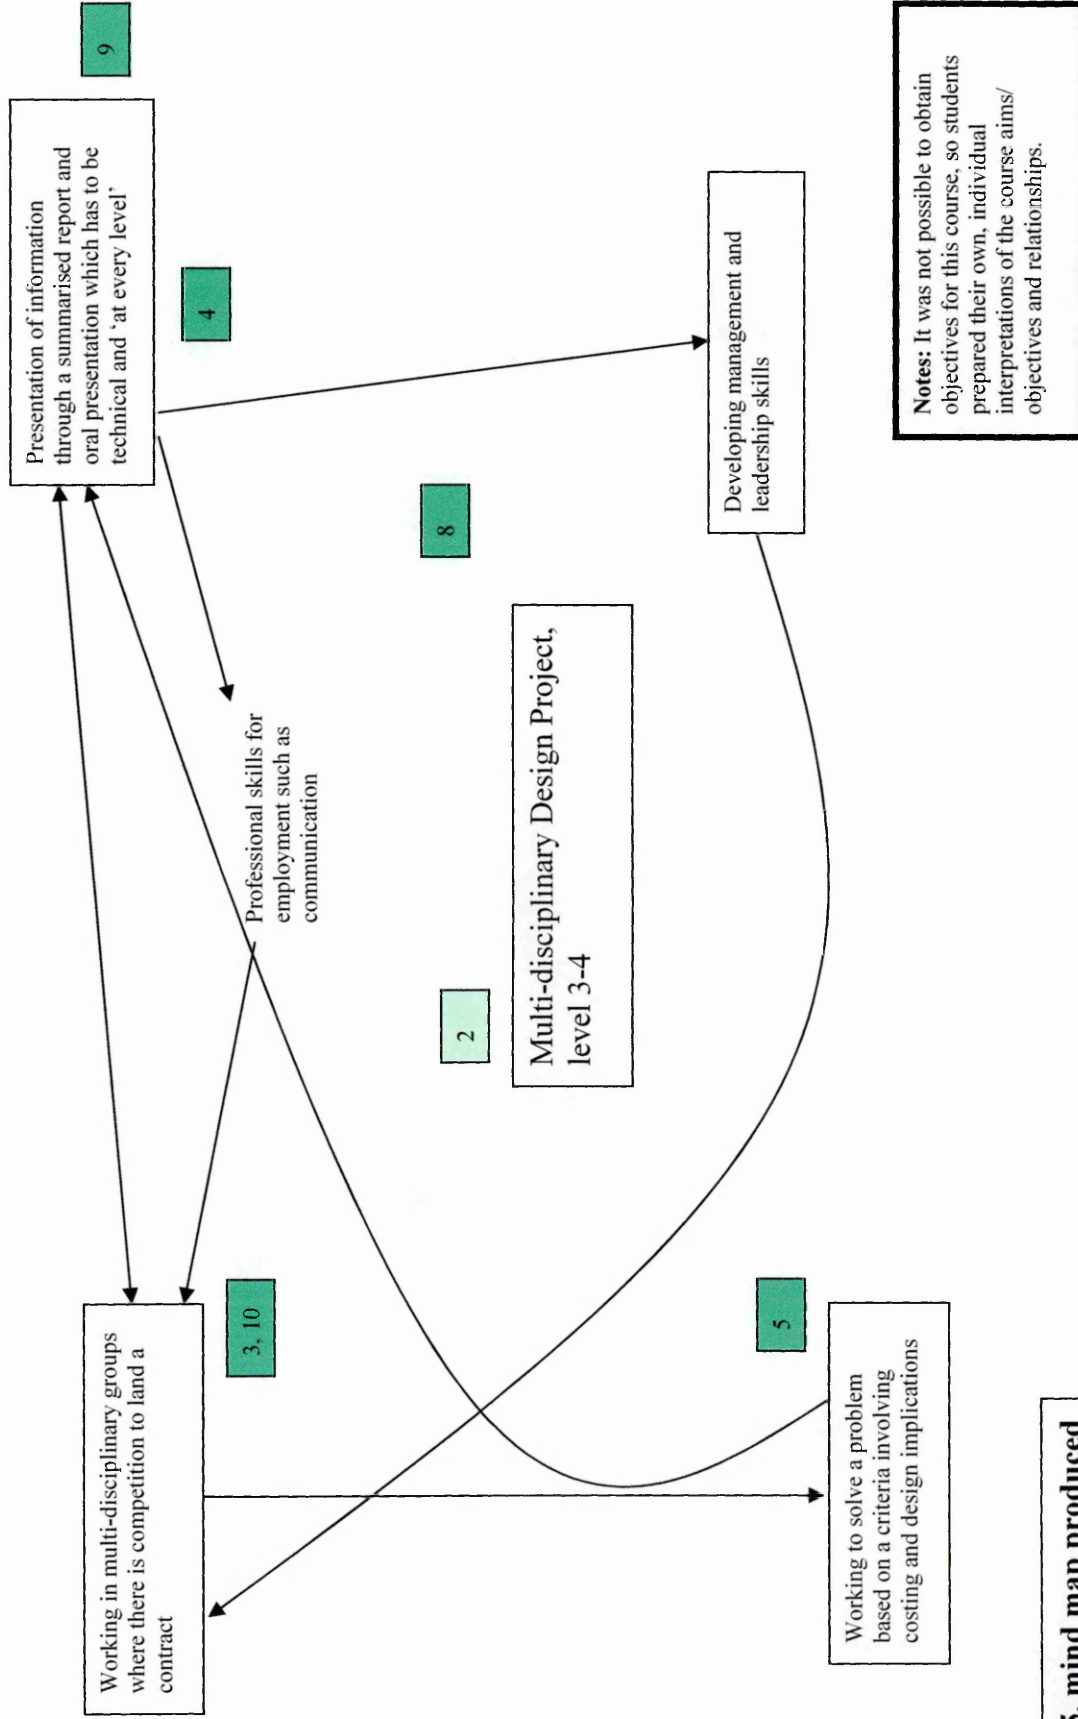 Presentation of information
through a summarised report and
oral presentation which has to be
technical and ‘at every level’
9
Working in multi-disciplinary groups
where there is competition to land a
contract
4
3, 10
Professional skills for
employment such as
communication
8
2
Multi-disciplinary Design Project,
level 3-4
Developing management and
leadership skills
5
Working to solve a problem
based on a criteria involving
costing and design implications
Notes: It was not possible to obtain
objectives for this course, so students
prepared their own, individual
interpretations of the course aims/
objectives and relationships.
mind map produced